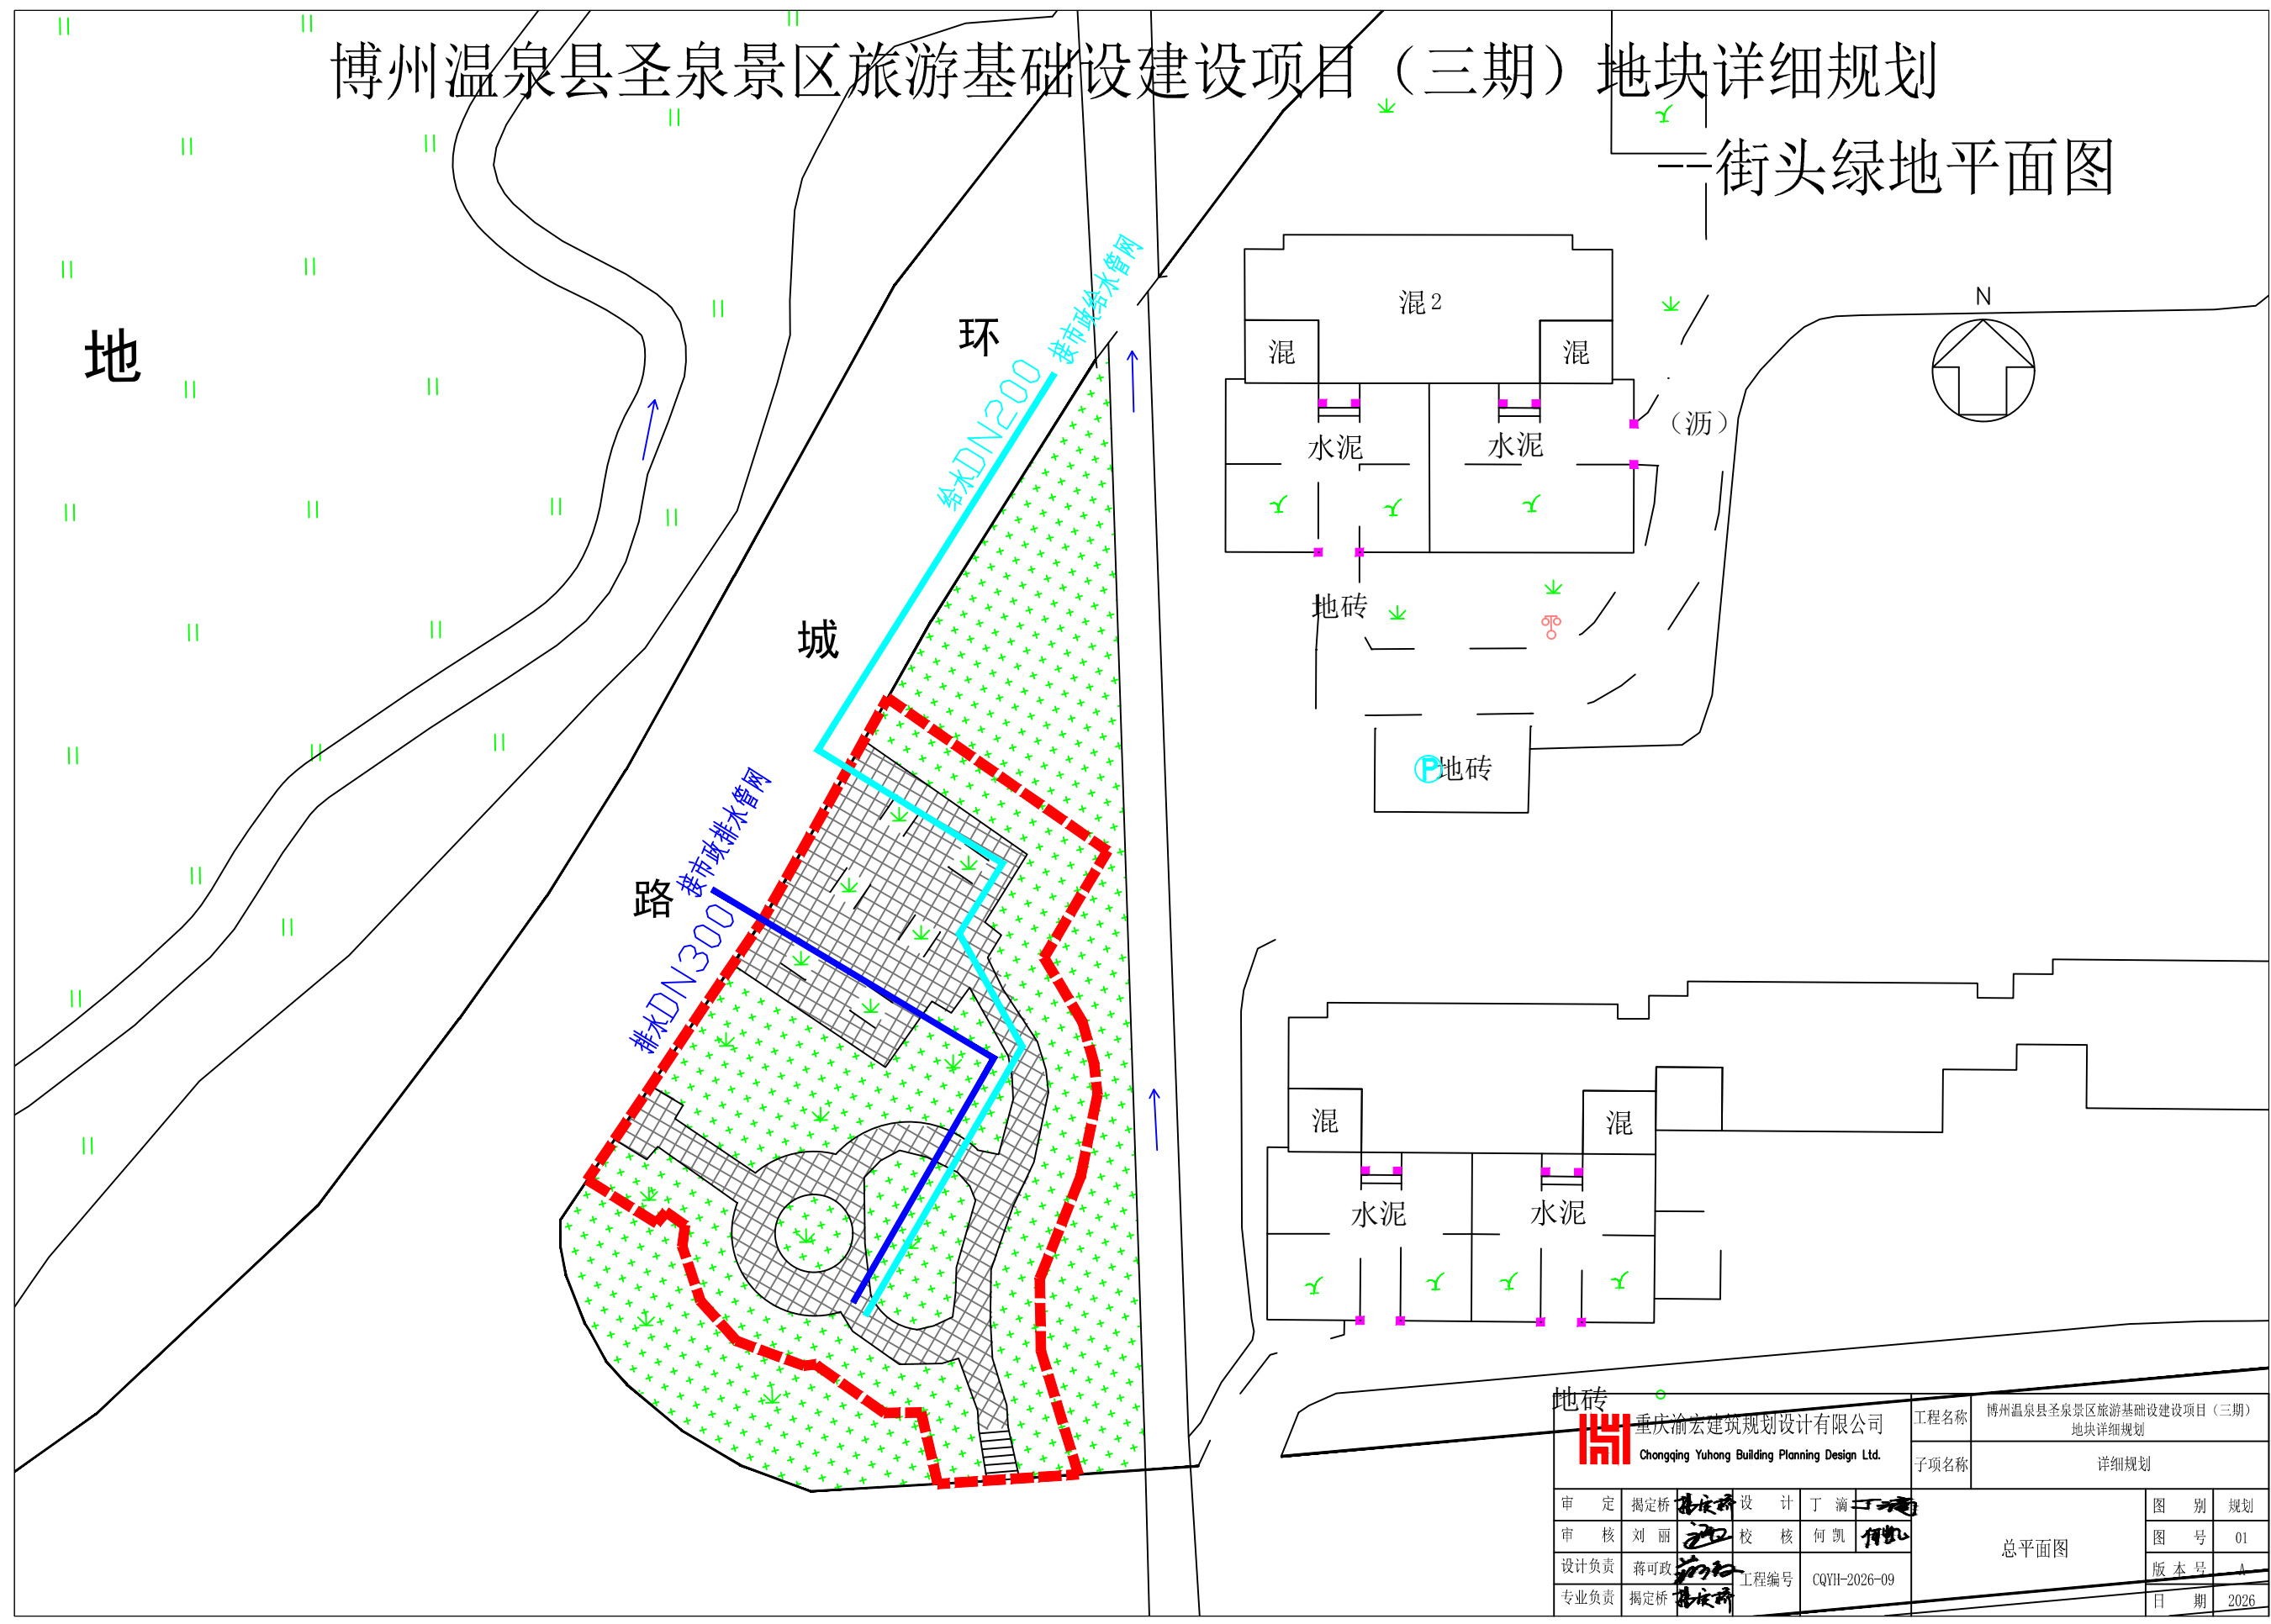 博州温泉县圣泉景区旅游基础设建设项目（三期）地块详细规划
--街头绿地平面图
N
地
环
城
路
接市政给水管网
给水DN200
接市政排水管网
排水DN300
混2
混
混
水泥
水泥
（沥）
地砖
P
地砖
混
混
水泥
水泥
地砖
重庆渝宏建筑规划设计有限公司
Chongqing Yuhong Building Planning Design Ltd.
工程名称
博州温泉县圣泉景区旅游基础设建设项目（三期）
地块详细规划
子项名称
详细规划
审 定 揭定桥 揭定桥 设 计 丁 滴
审 核 刘 丽 校 核 何 凯 何凯
设计负责 蒋可政 工程编号 CQYH-2026-09
专业负责 揭定桥 揭定桥
总平面图
图 别 规划
图 号 01
版 本 号 A
日 期 2026